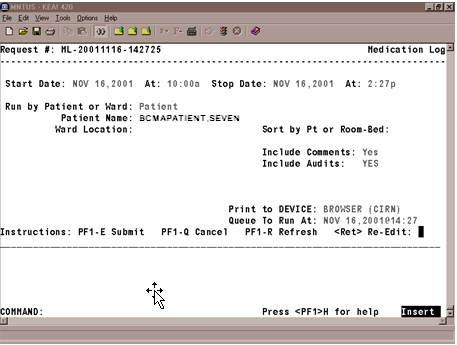 MNTUS - KEA! 420
File Edit View Tools Options Help
Request #: ML-20011116-142725 Medication Log
Start Date: NOV 16,2001 At: 10:00a Stop Date: NOV 16,2001 At: 2:27p
Run by Patient or Ward: Patient
Patient Name: BCMAPATIENT,SEVEN
Ward Location: Sort by Pt or Room-Bed:
Include Comments: Yes
Include Audits: YES
Print to DEVICE: BROWSER (CIRN)
Queue To Run At: NOV 16,2001@14:27
Instructions: PF1-E Submit PF1-Q Cancel PF1-R Refresh <Ret> Re-Edit:
COMMAND: Press <PF1>H for help Insert